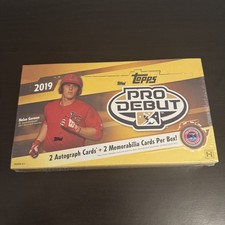 2019
Topps
PRO
DEBUT
2 Autograph Cards + 2 Memorabilia Cards Per Box!